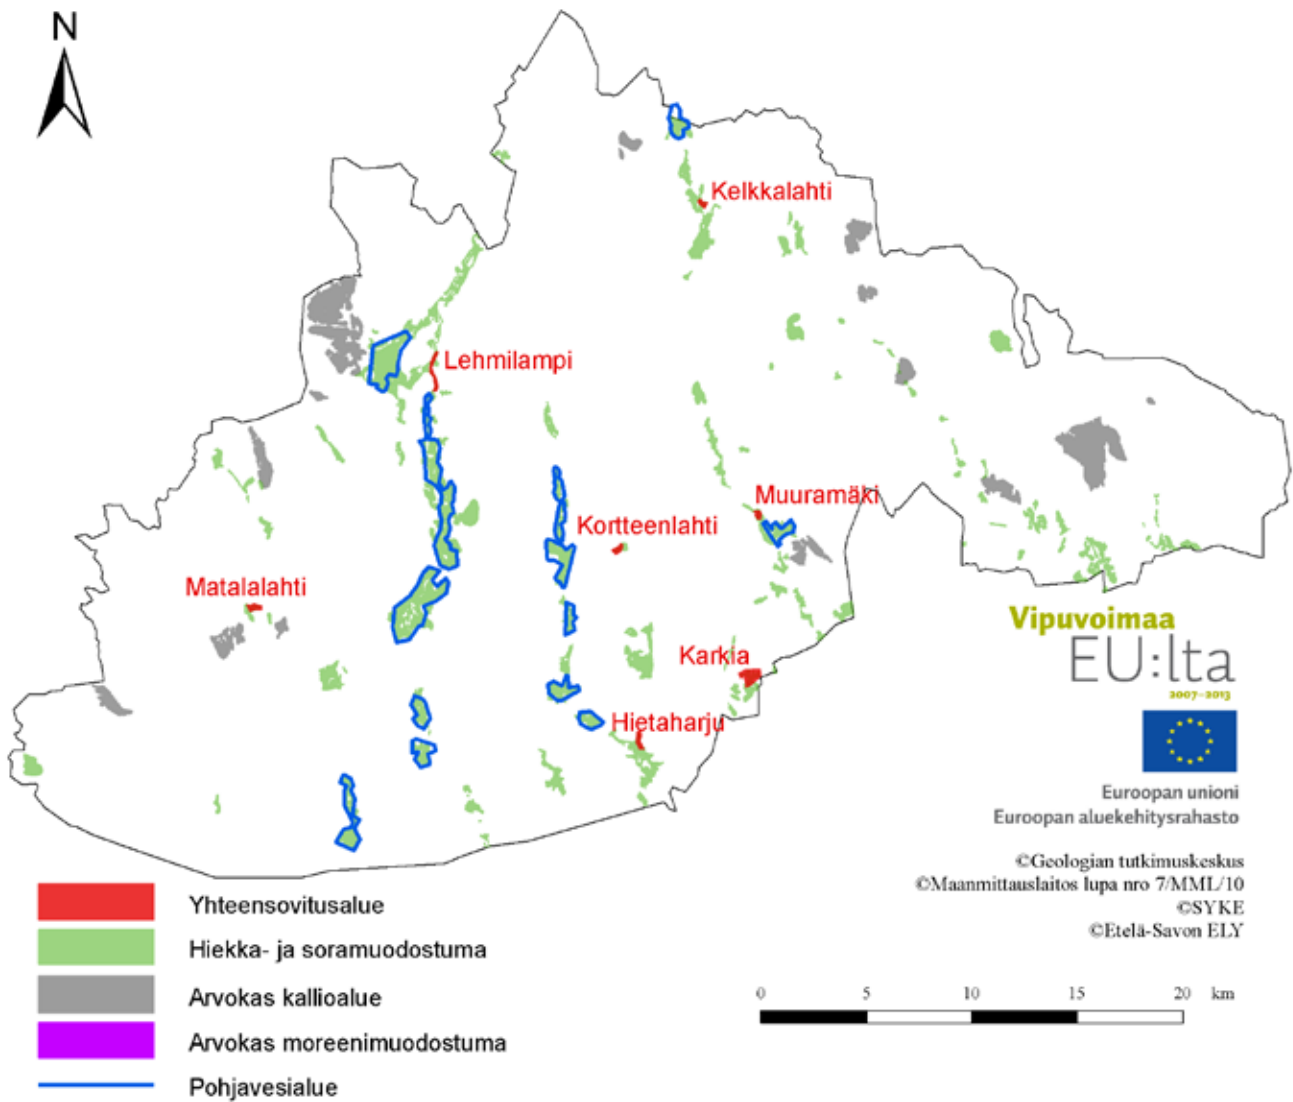 N
Kelkkalahti
Lehmilampi
Muuramäki
Kortteenlahti
Matalalahti
Karkia
Hietaharju
Vipuvoimaa
EU:lta
2007–2013
Euroopan unioni
Euroopan aluekehitysrahasto
©Geologian tutkimuskeskus
©Maanmittauslaitos lupa nro 7/MML/10
©SYKE
©Etelä-Savon ELY
0 5 10 15 20 km
Yhteensovitusalue
Hiekka- ja soramuodostuma
Arvokas kallioalue
Arvokas moreenimuodostuma
Pohjavesialue